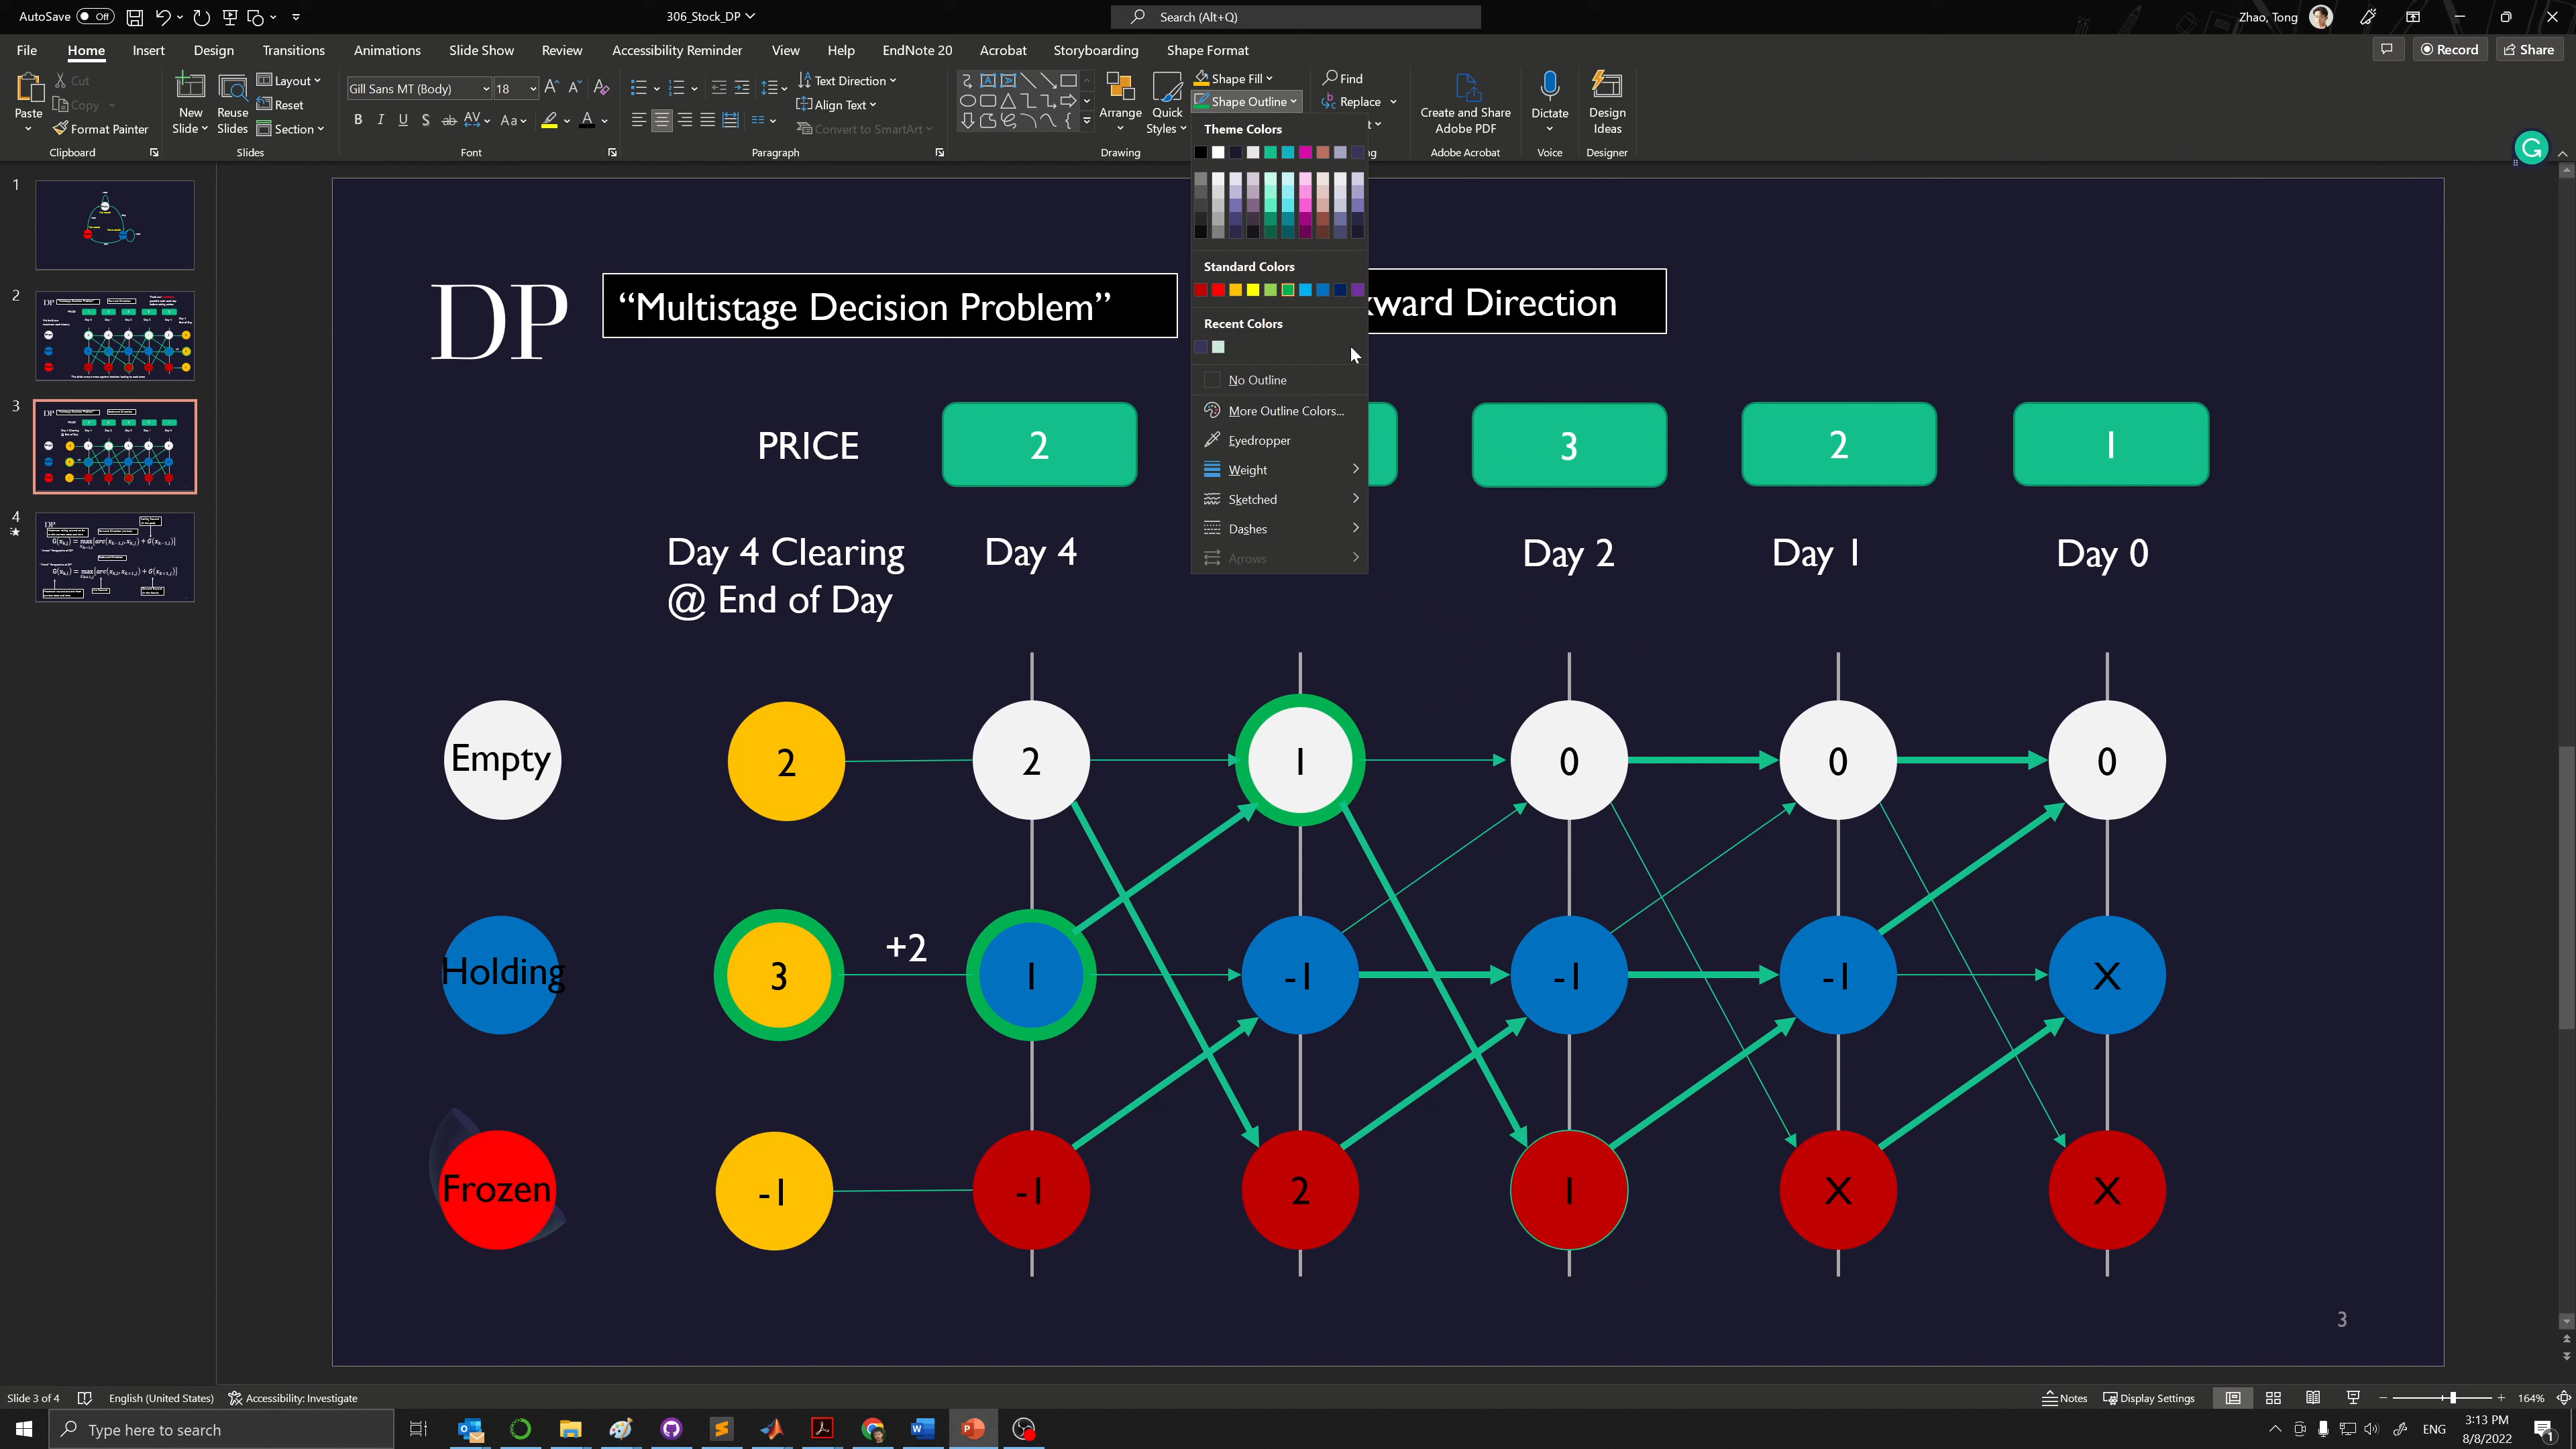 AutoSave Off
306_Stock_DP
Search (Alt+Q)
Zhao, Tong
File Home Insert Design Transitions Animations Slide Show Review Accessibility Reminder View Help EndNote 20 Acrobat Storyboarding Shape Format
Record Share
Paste
Cut
Copy
Format Painter
Clipboard
New Slide
Reuse Slides
Layout
Reset
Section
Slides
Gill Sans MT (Body) 18
Font
Text Direction
Align Text
Convert to SmartArt
Paragraph
Arrange
Quick Styles
Shape Fill
Shape Outline
Drawing
Find
Replace
Create and Share Adobe PDF
Adobe Acrobat
Dictate
Voice
Design Ideas
Designer
Theme Colors
Standard Colors
Recent Colors
No Outline
More Outline Colors...
Eyedropper
Weight
Sketched
Dashes
Arrows
1
2
3
4
DP
“Multistage Decision Problem”
ward Direction
PRICE 2 3 2 1
Day 4 Clearing
@ End of Day
Day 4 Day 2 Day 1 Day 0
Empty 2 2 1 0 0 0
Holding 3 +2 1 -1 -1 -1 X
Frozen -1 -1 2 1 X X
3
Slide 3 of 4 English (United States) Accessibility: Investigate
Notes Display Settings 164%
Type here to search
ENG
3:13 PM
8/8/2022
1